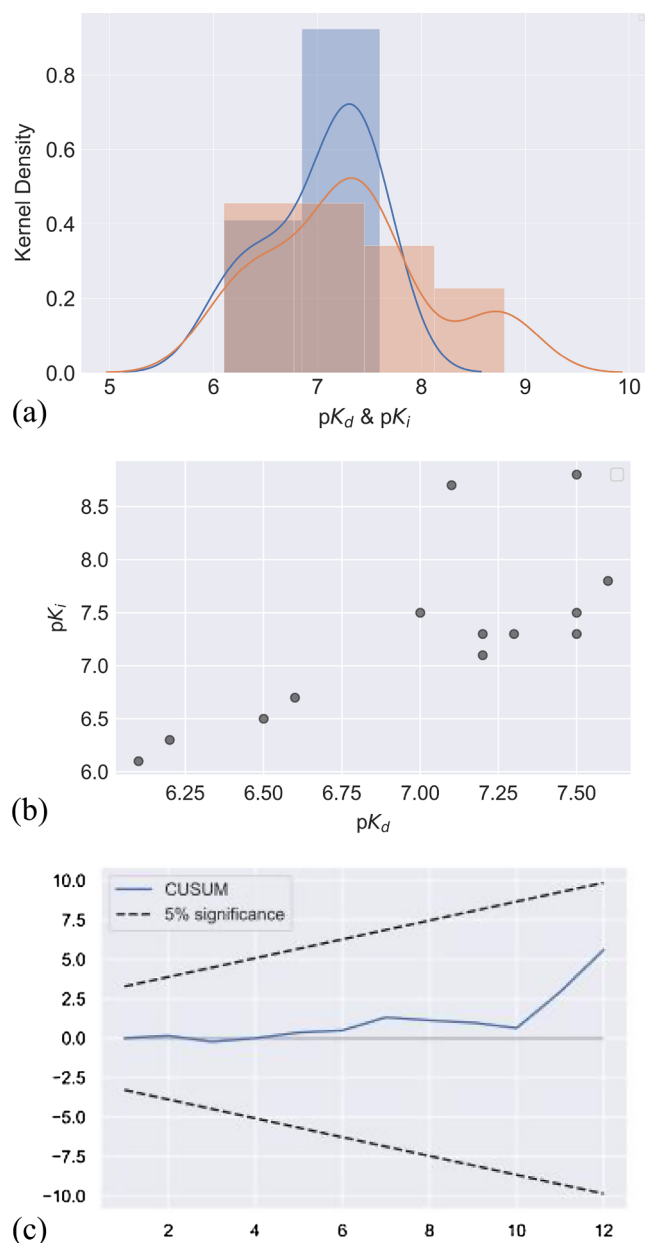 0.8
0.6
0.4
0.2
0.0
Kernel Density
5 6 7 8 9 10
pKd & pKi
(a)
8.5
8.0
7.5
7.0
6.5
6.0
pKi
6.25 6.50 6.75 7.00 7.25 7.50
pKd
(b)
10.0
7.5
5.0
2.5
0.0
−2.5
−5.0
−7.5
−10.0
CUSUM
5% significance
2 4 6 8 10 12
(c)